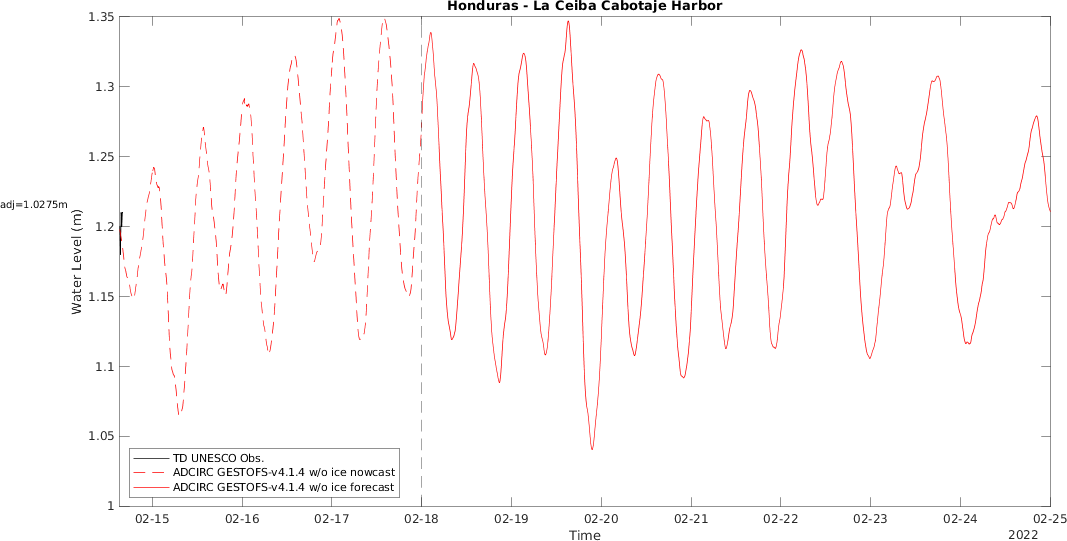 Honduras - La Ceiba Cabotaje Harbor
1.35
1.3
1.25
adj=1.0275m
1.2
Water Level (m)
1.15
1.1
1.05
1
TD UNESCO Obs.
ADCIRC GESTOFS-v4.1.4 w/o ice nowcast
ADCIRC GESTOFS-v4.1.4 w/o ice forecast
02-15 02-16 02-17 02-18 02-19 02-20 02-21 02-22 02-23 02-24 02-25
Time
2022